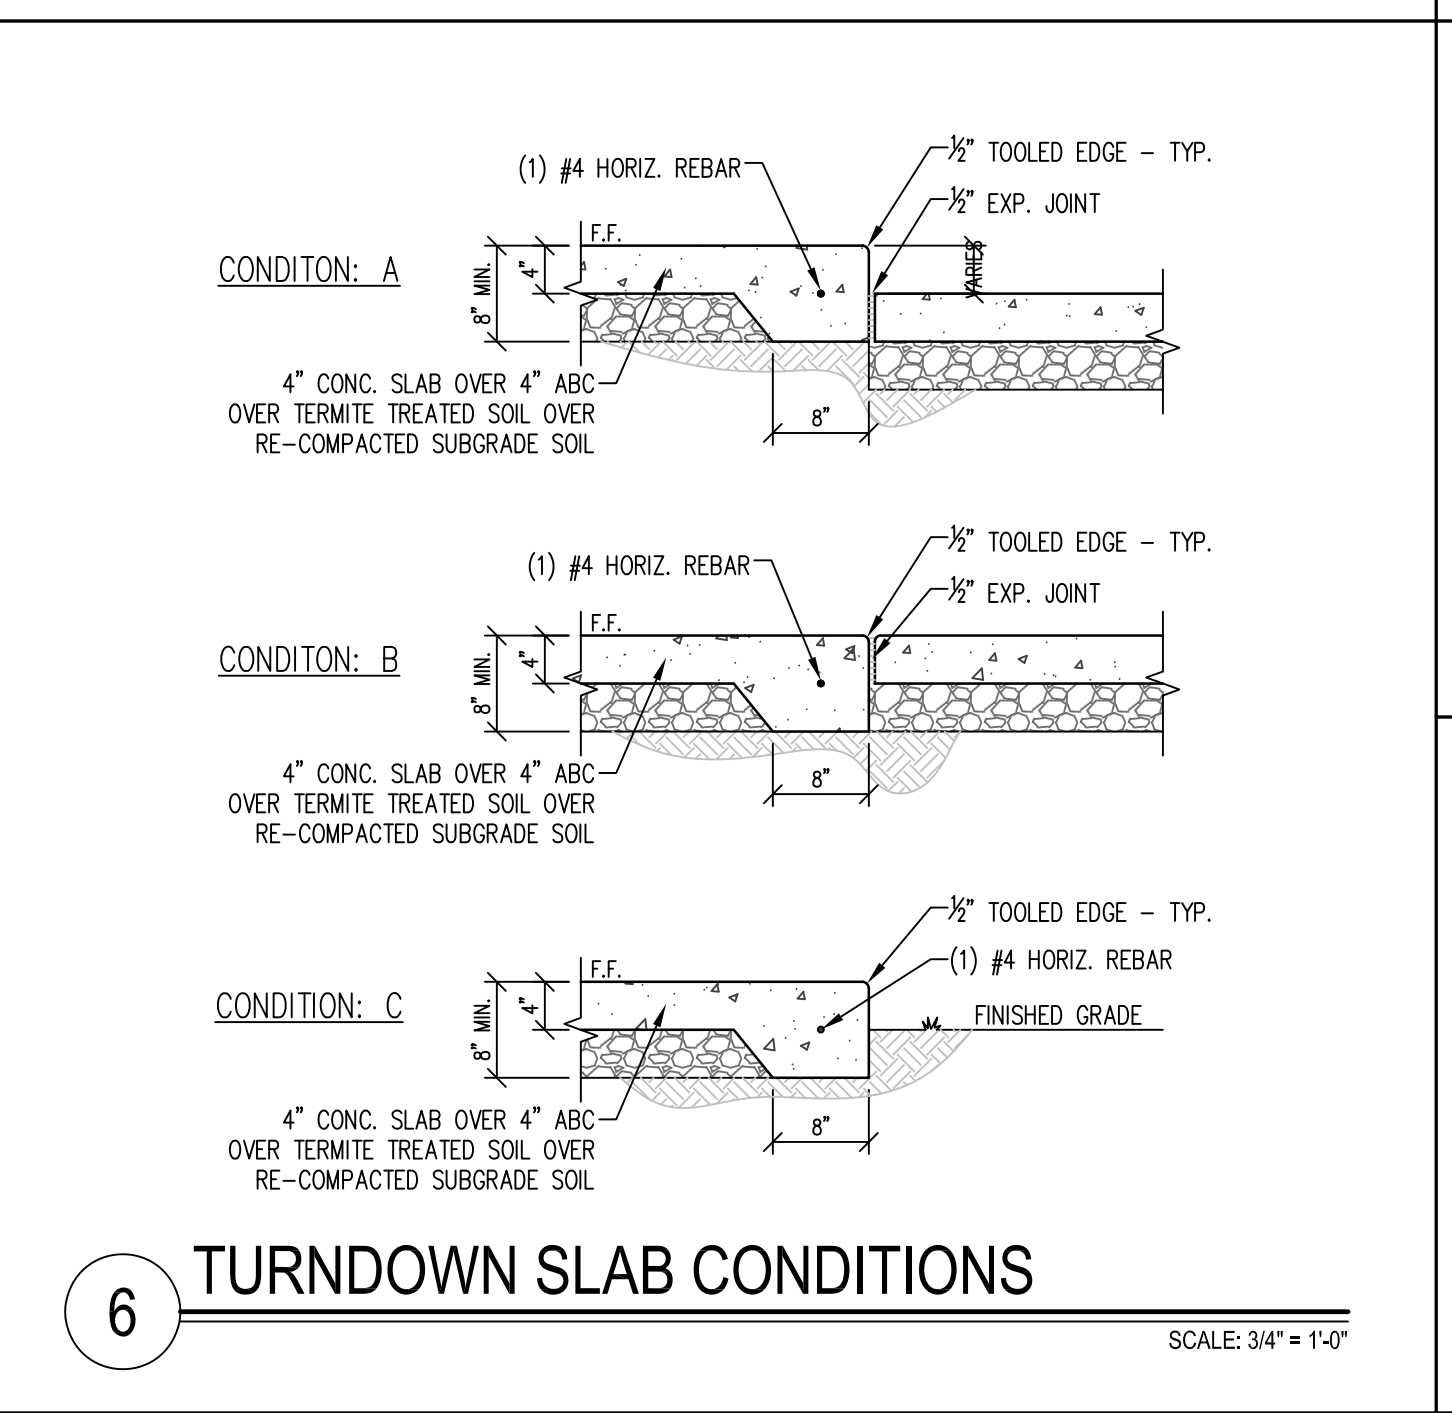 (1) #4 HORIZ. REBAR
½" TOOLED EDGE – TYP.
½" EXP. JOINT
F.F.
CONDITON: A
8" MIN.
4"
VARIES
4" CONC. SLAB OVER 4" ABC
OVER TERMITE TREATED SOIL OVER
RE–COMPACTED SUBGRADE SOIL
8"
½" TOOLED EDGE – TYP.
(1) #4 HORIZ. REBAR
½" EXP. JOINT
F.F.
CONDITON: B
8" MIN.
4"
4" CONC. SLAB OVER 4" ABC
OVER TERMITE TREATED SOIL OVER
RE–COMPACTED SUBGRADE SOIL
8"
½" TOOLED EDGE – TYP.
(1) #4 HORIZ. REBAR
F.F.
CONDITION: C
8" MIN.
4"
FINISHED GRADE
4" CONC. SLAB OVER 4" ABC
OVER TERMITE TREATED SOIL OVER
RE–COMPACTED SUBGRADE SOIL
8"
6
TURNDOWN SLAB CONDITIONS
SCALE: 3/4" = 1'-0"